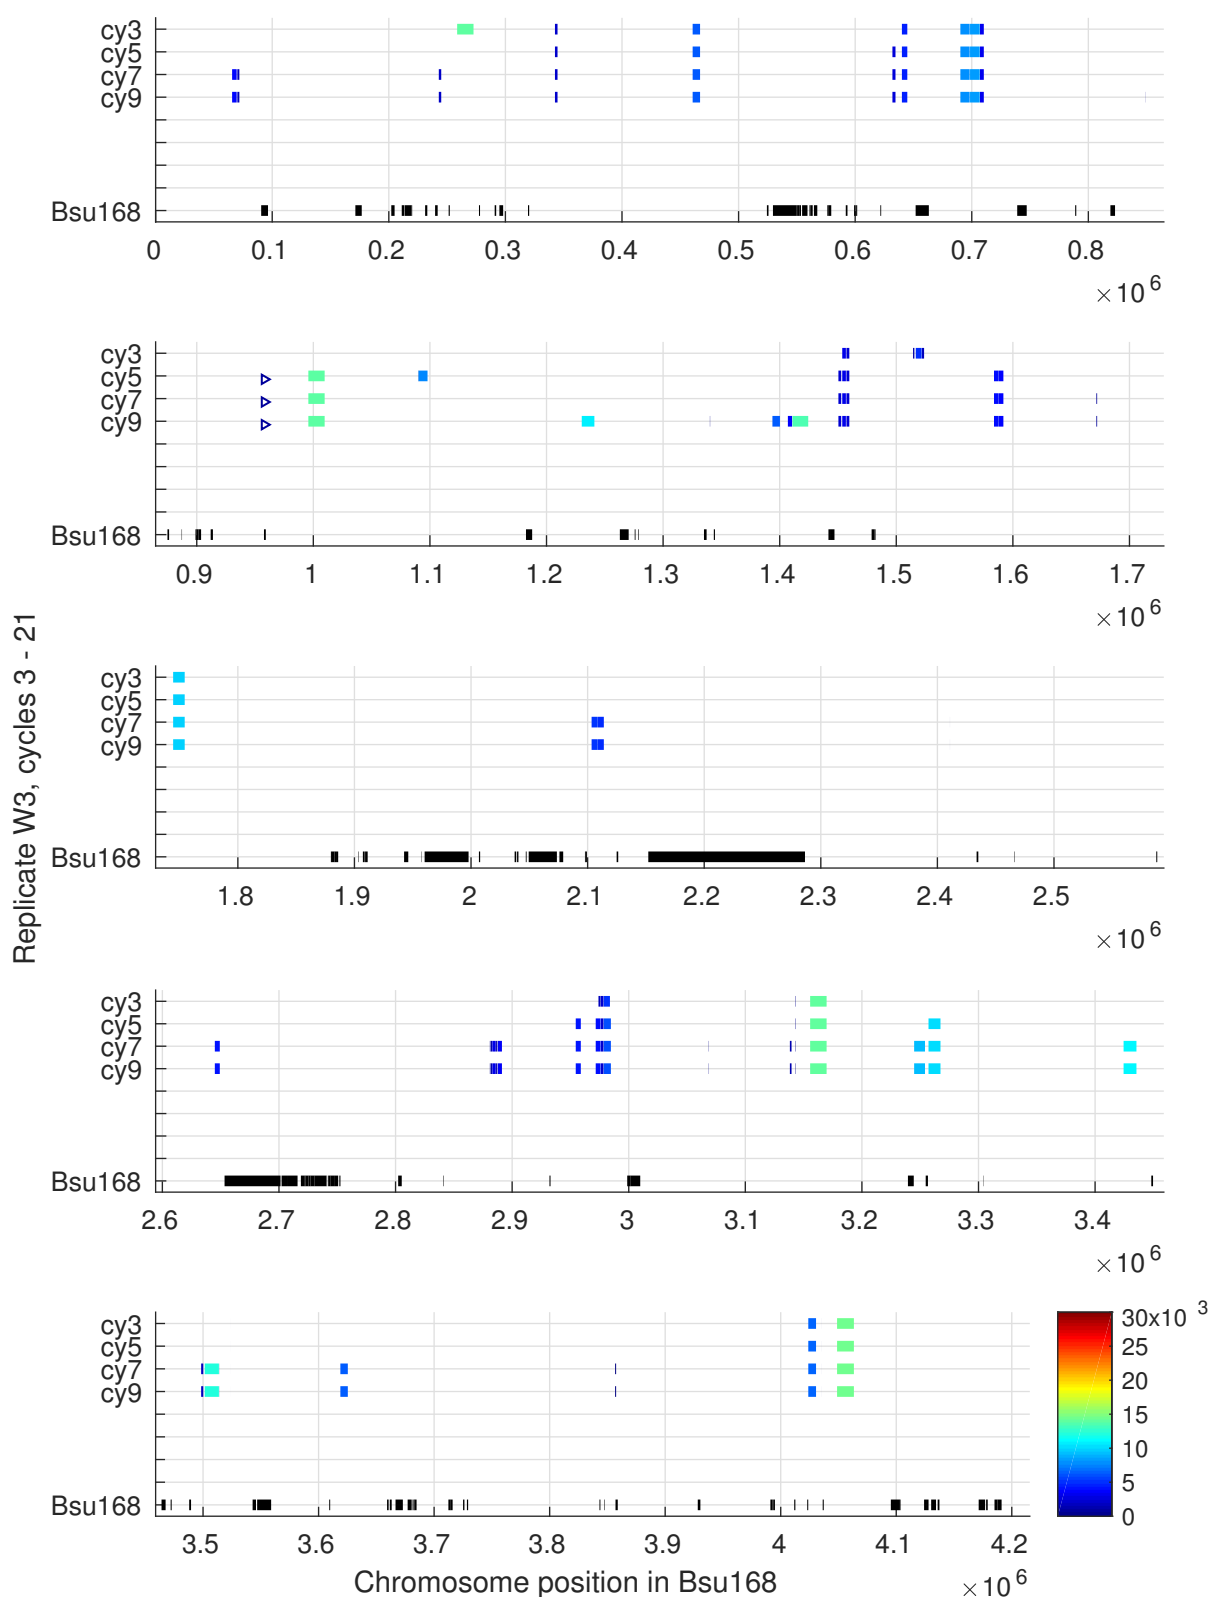 cy3
cy5
cy7
cy9
Bsu168
0 0.1 0.2 0.3 0.4 0.5 0.6 0.7 0.8
× 10 6
cy3
cy5
cy7
cy9
Bsu168
0.9 1 1.1 1.2 1.3 1.4 1.5 1.6 1.7
× 10 6
Replicate W3, cycles 3 - 21
cy3
cy5
cy7
cy9
Bsu168
1.8 1.9 2 2.1 2.2 2.3 2.4 2.5
× 10 6
cy3
cy5
cy7
cy9
Bsu168
2.6 2.7 2.8 2.9 3 3.1 3.2 3.3 3.4
× 10 6
cy3
cy5
cy7
cy9
Bsu168
3.5 3.6 3.7 3.8 3.9 4 4.1 4.2
× 10 6
Chromosome position in Bsu168
30x10 3
25
20
15
10
5
0